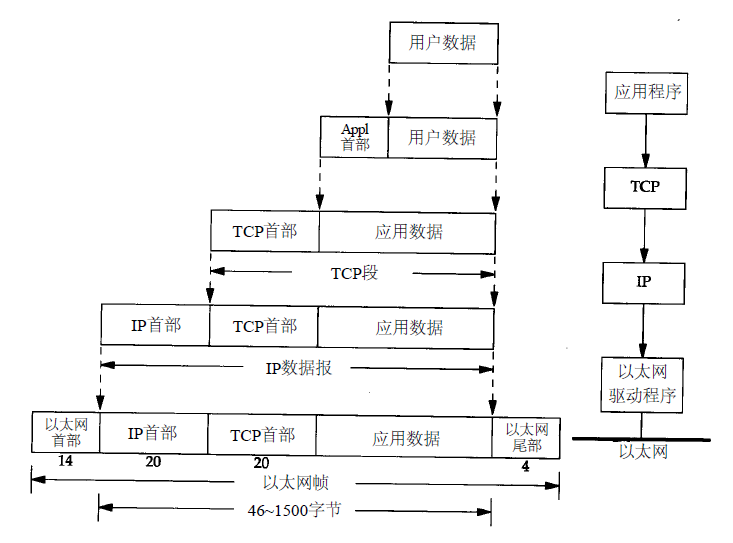 用户数据
应用程序
Appl
首部
用户数据
TCP
TCP首部
应用数据
TCP段
IP
IP首部
TCP首部
应用数据
IP数据报
以太网
驱动程序
以太网
首部
IP首部
TCP首部
应用数据
以太网
尾部
以太网
14
20
20
4
以太网帧
46~1500字节